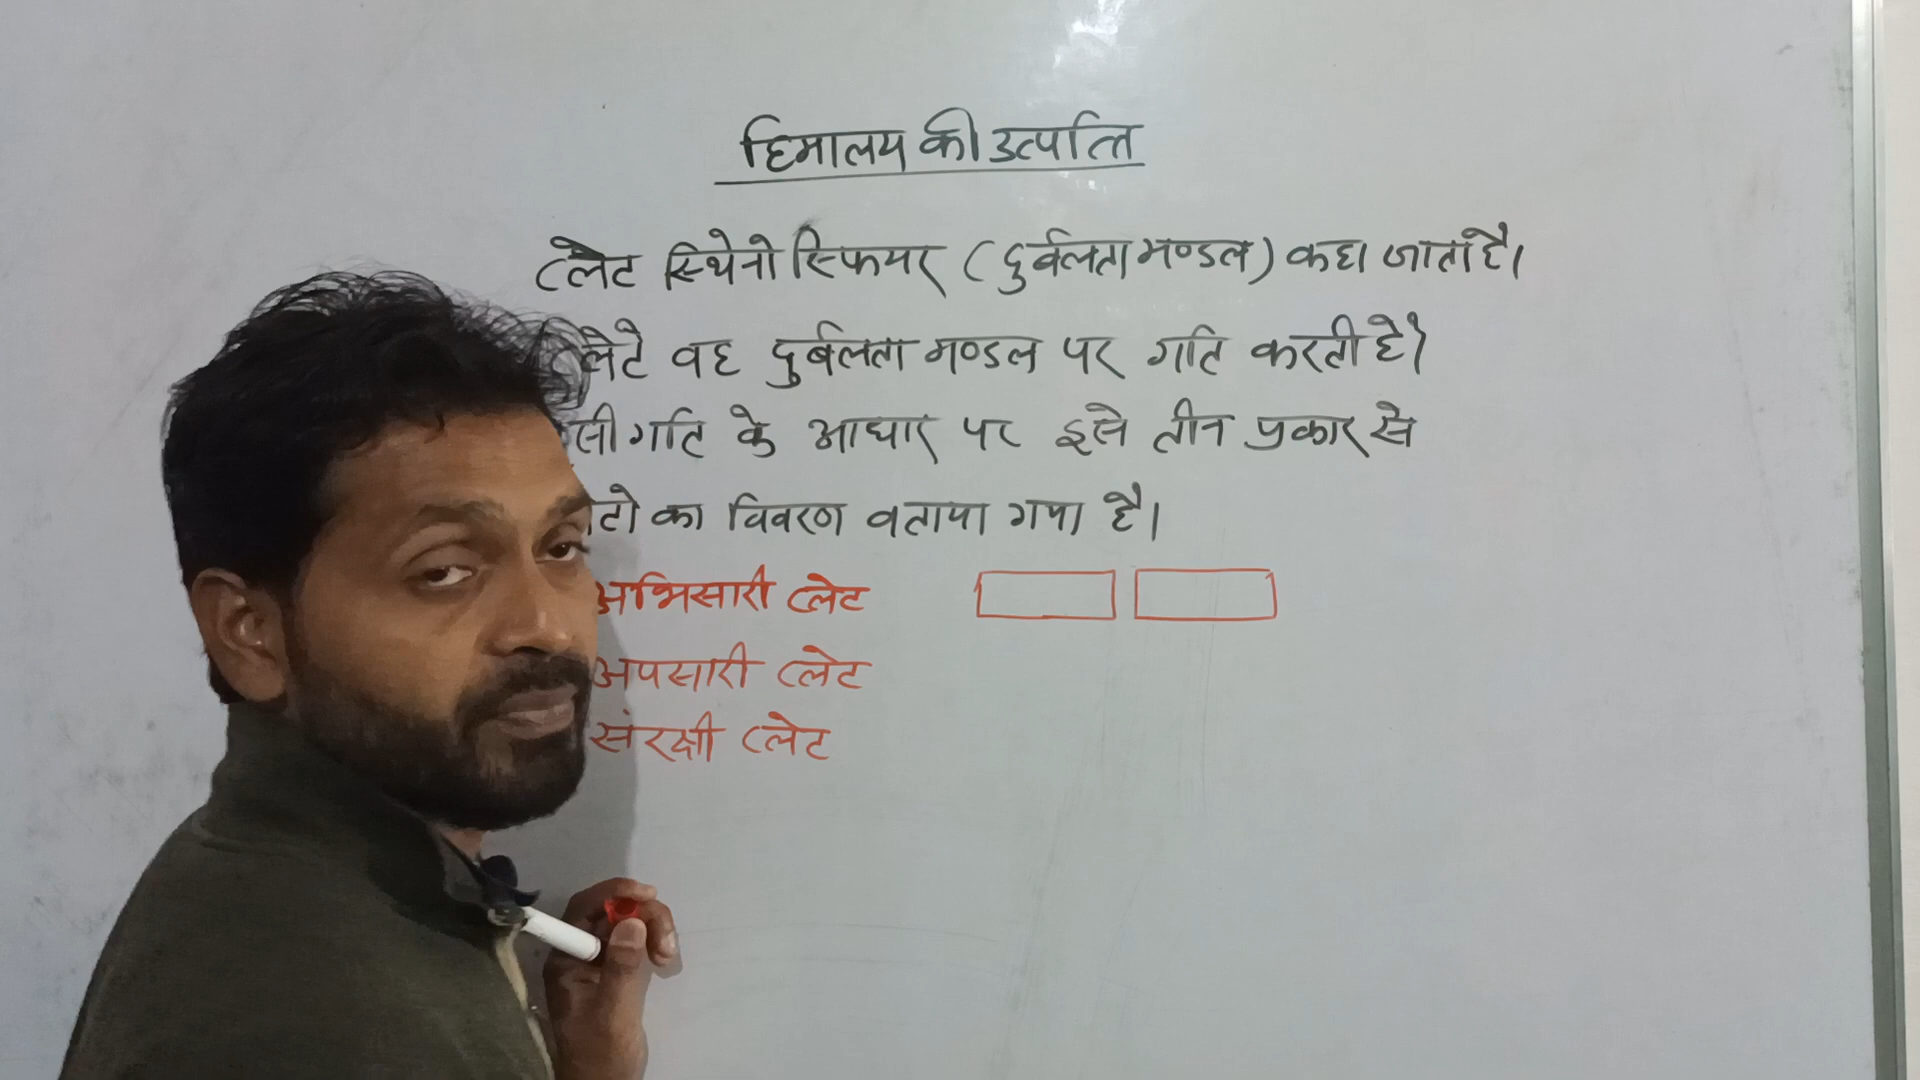 हिमालय की उत्पत्ति
प्लेट स्थिेनो स्फियर (दुर्बलता मण्डल) कहा जाता है।
प्लेटे वह दुर्बलता मण्डल पर गति करती है।
गति के आधार पर इसे तीन प्रकार से
का विवरण वताया गया है।
अभिसारी प्लेट
अपसारी प्लेट
संरक्षी प्लेट